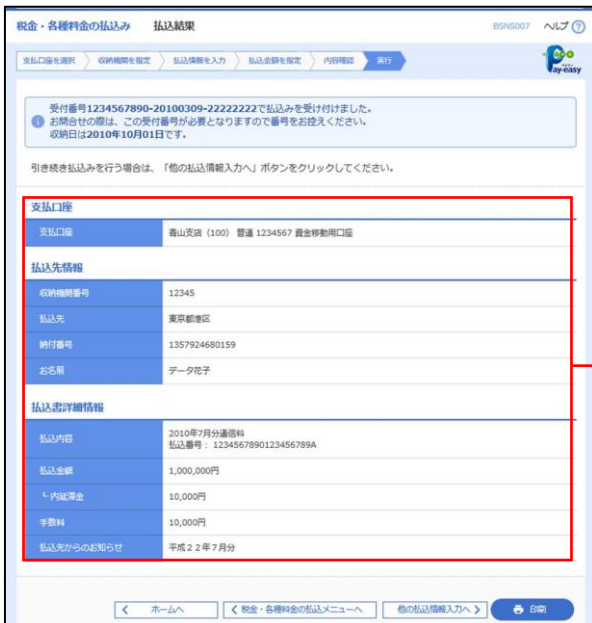 税金・各種料金の払込み 払込結果 BSNS007 ヘルプ ?
支払口座を選択 収納機関を指定 払込情報を入力 払込金額を指定 内容確認 実行
Pay-easy
受付番号1234567890-20100309-22222222で払込みを受け付けました。
お問合せの際は、この受付番号が必要となりますので番号をお控えください。
収納日は2010年10月01日です。
引き続き払込みを行う場合は、「他の払込情報入力へ」ボタンをクリックしてください。
支払口座
支払口座 青山支店（100） 普通 1234567 資金移動用口座
払込先情報
収納機関番号 12345
払込先 東京都港区
納付番号 1357924680159
お名前 データ花子
払込書詳細情報
払込内容 2010年7月分通信料
払込番号： 1234567890123456789A
払込金額 1,000,000円
└ 内延滞金 10,000円
手数料 10,000円
払込先からのお知らせ 平成２２年７月分
ホームへ 税金・各種料金の払込メニューへ 他の払込情報入力へ 印刷